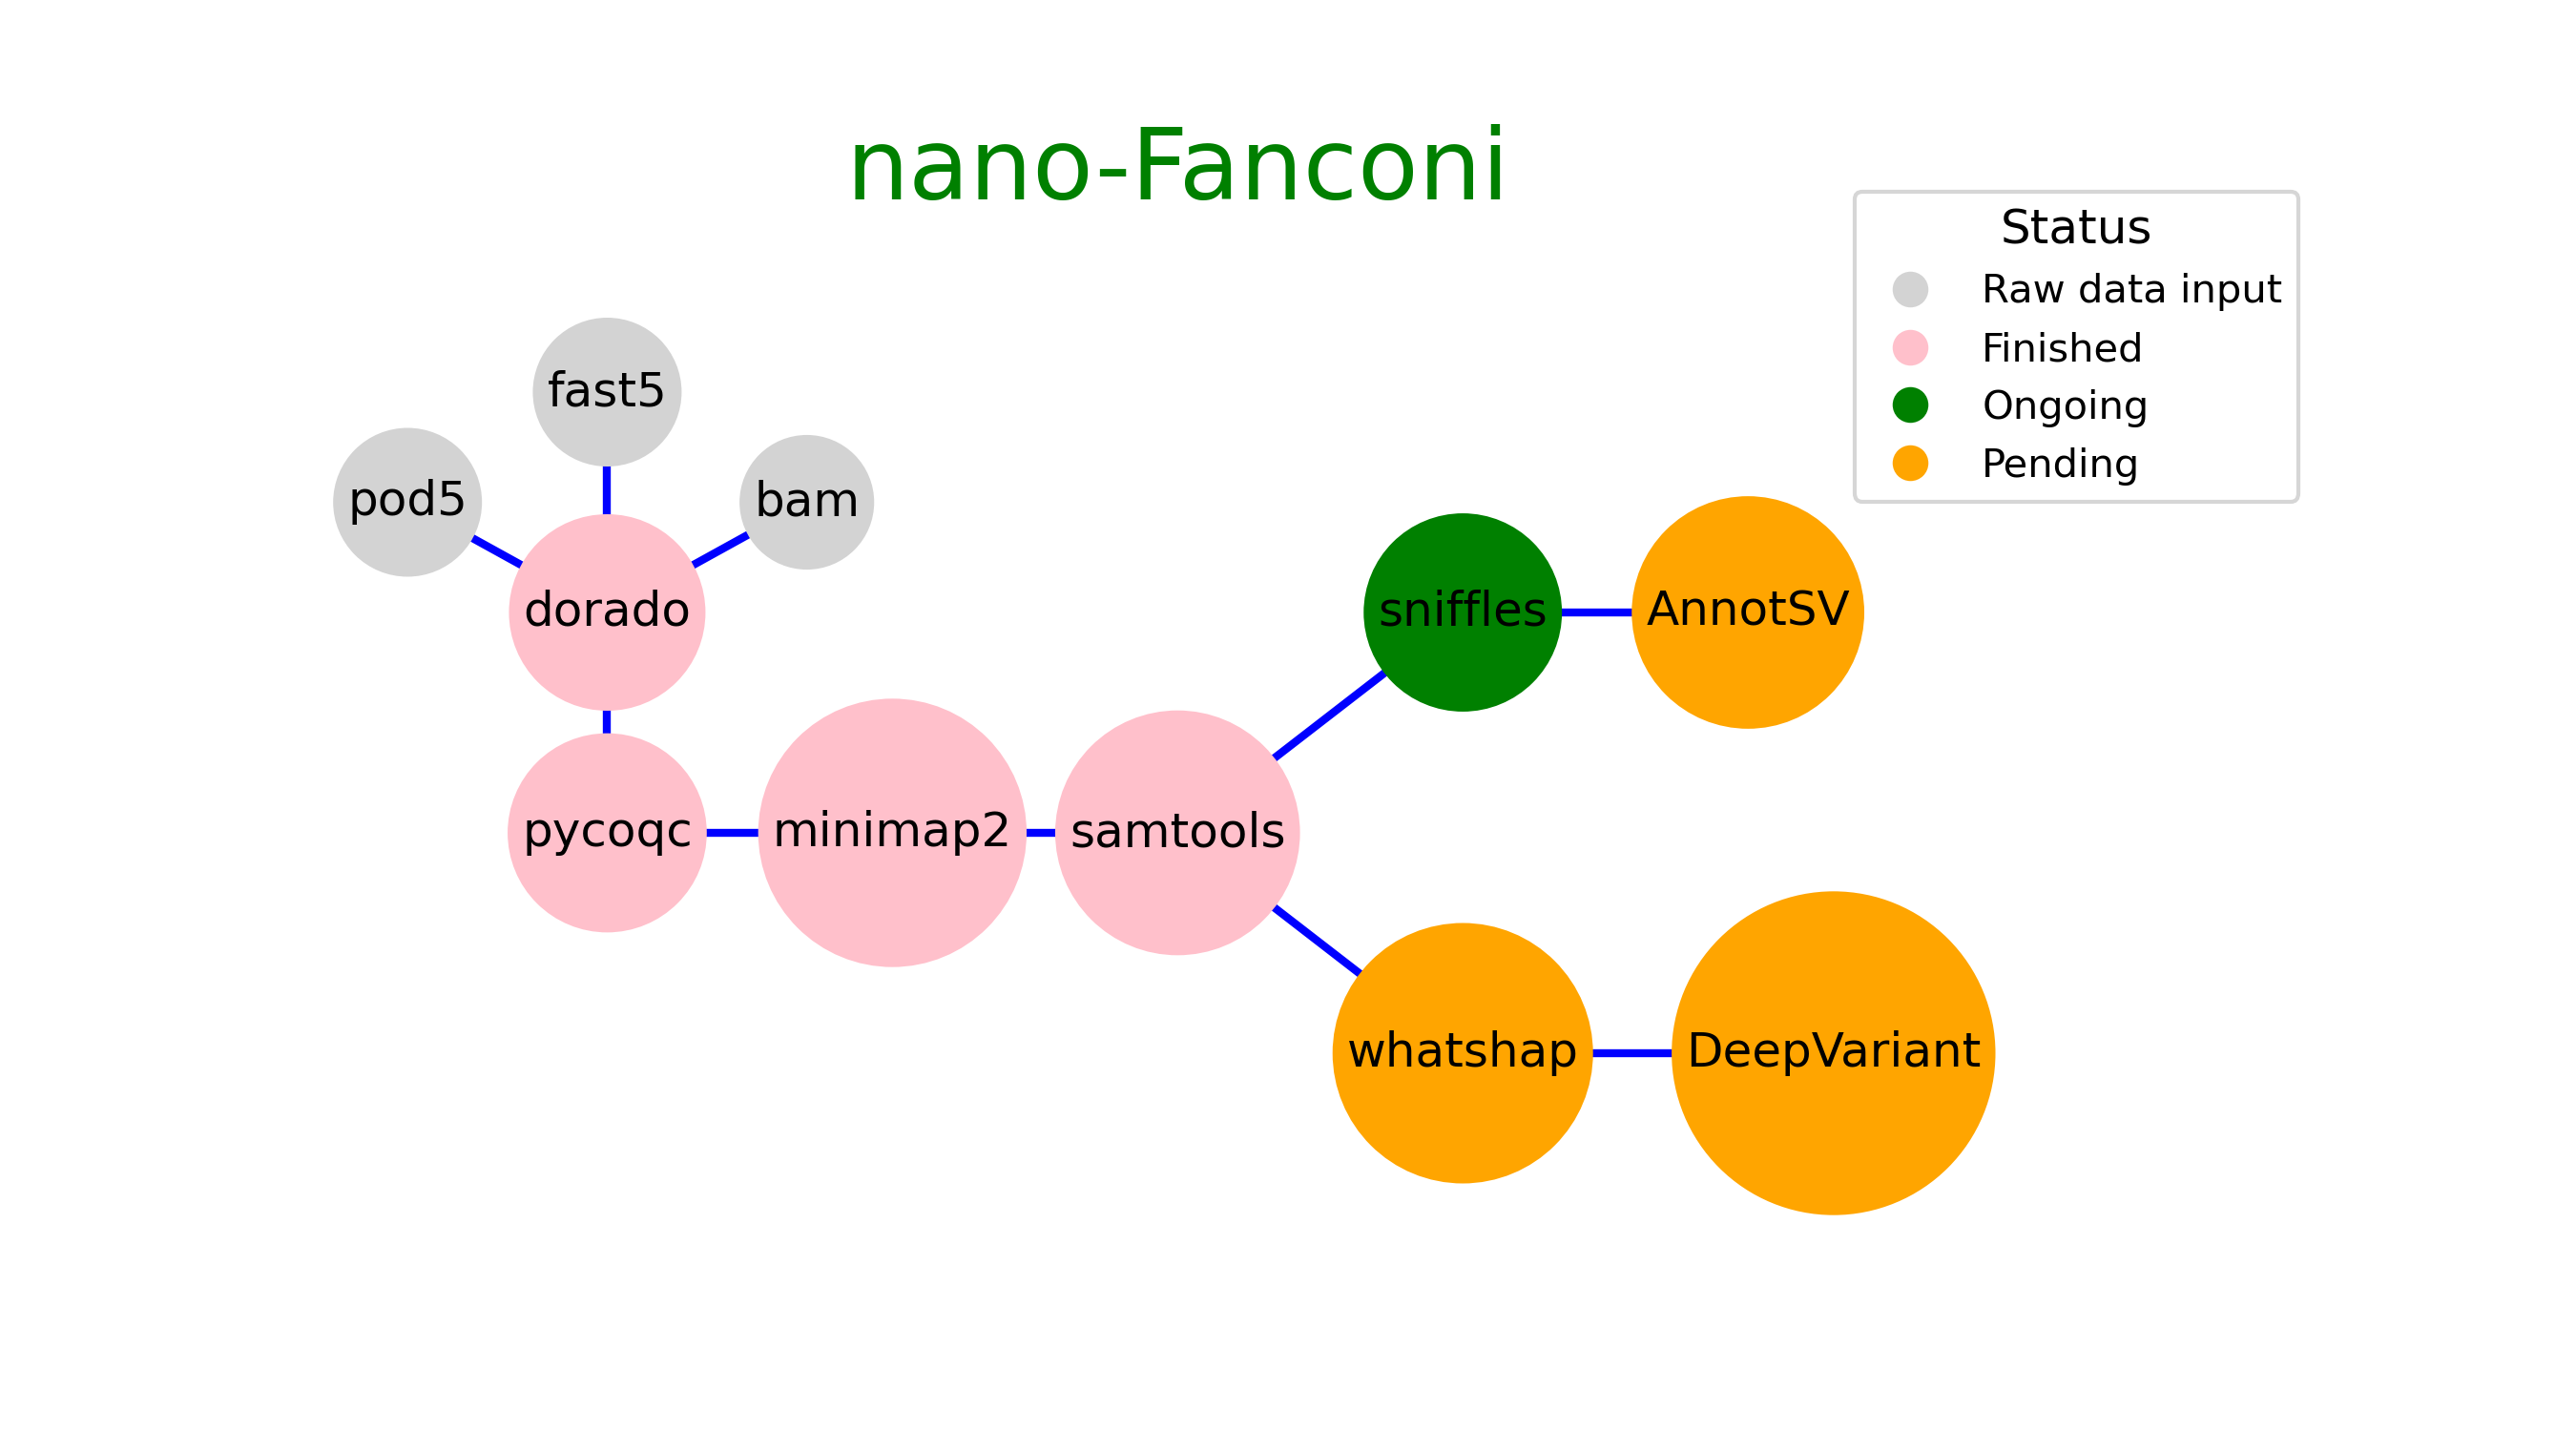 nano-Fanconi
Status
Raw data input
Finished
Ongoing
Pending
fast5
pod5
bam
dorado
sniffles
AnnotSV
pycoqc
minimap2
samtools
whatshap
DeepVariant